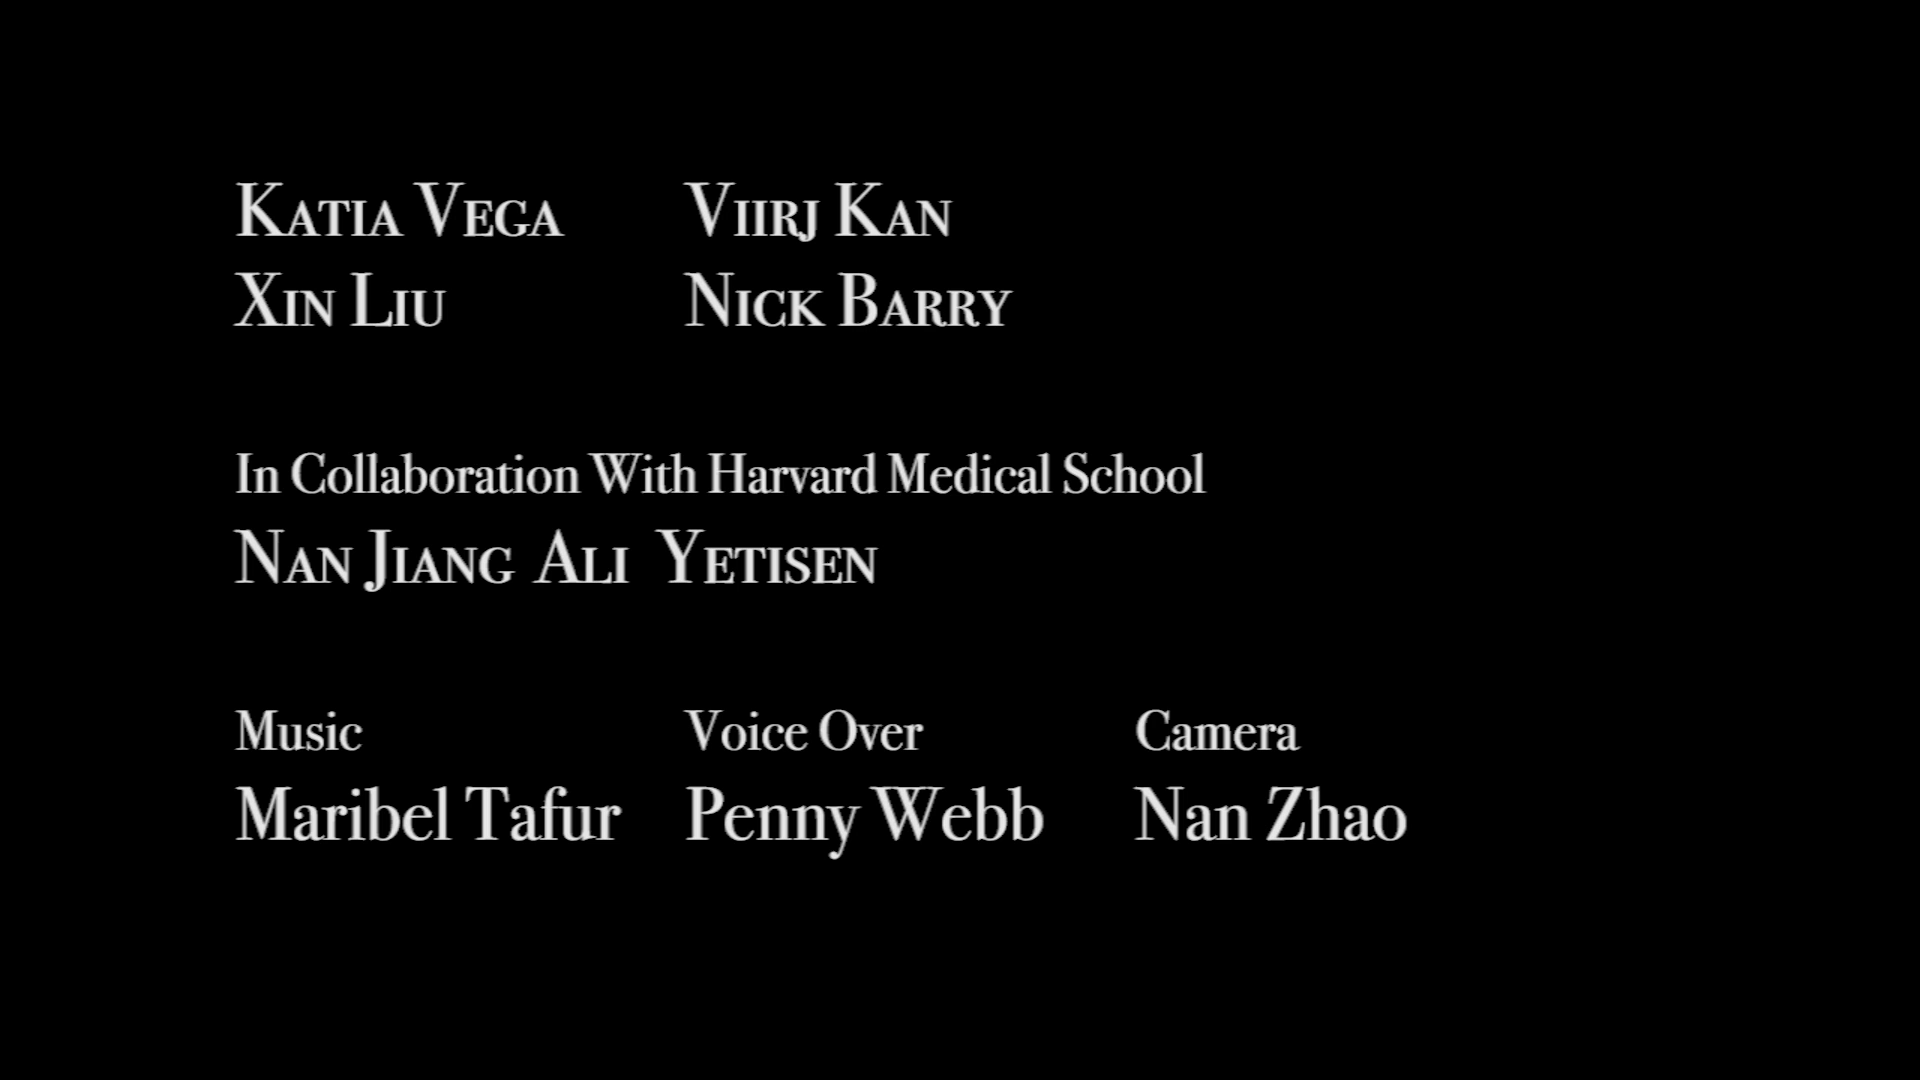 Katia Vega Viirj Kan
Xin Liu Nick Barry
In Collaboration With Harvard Medical School
Nan Jiang Ali Yetisen
Music Voice Over Camera
Maribel Tafur Penny Webb Nan Zhao